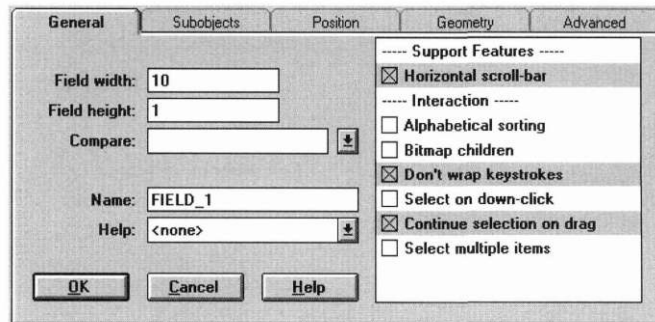 General Subobjects Position Geometry Advanced
Field width: 10
Field height: 1
Compare:
Name: FIELD_1
Help: <none>
OK Cancel Help
----- Support Features -----
Horizontal scroll-bar
----- Interaction -----
Alphabetical sorting
Bitmap children
Don't wrap keystrokes
Select on down-click
Continue selection on drag
Select multiple items